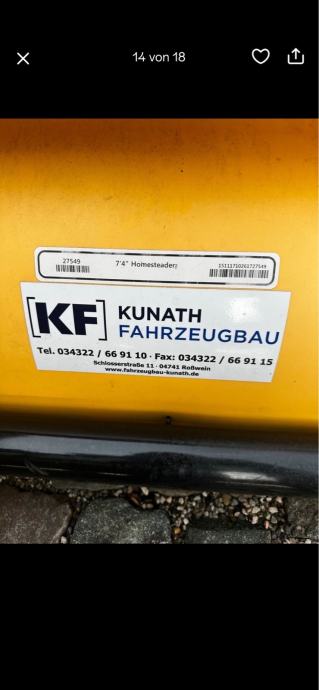 14 von 18
27549
7'4" Homesteader
15111710261727549
[KF] KUNATH
FAHRZEUGBAU
Tel. 034322 / 66 91 10 · Fax: 034322 / 66 91 15
Schlosserstraße 11 · 04741 Roßwein
www.fahrzeugbau-kunath.de